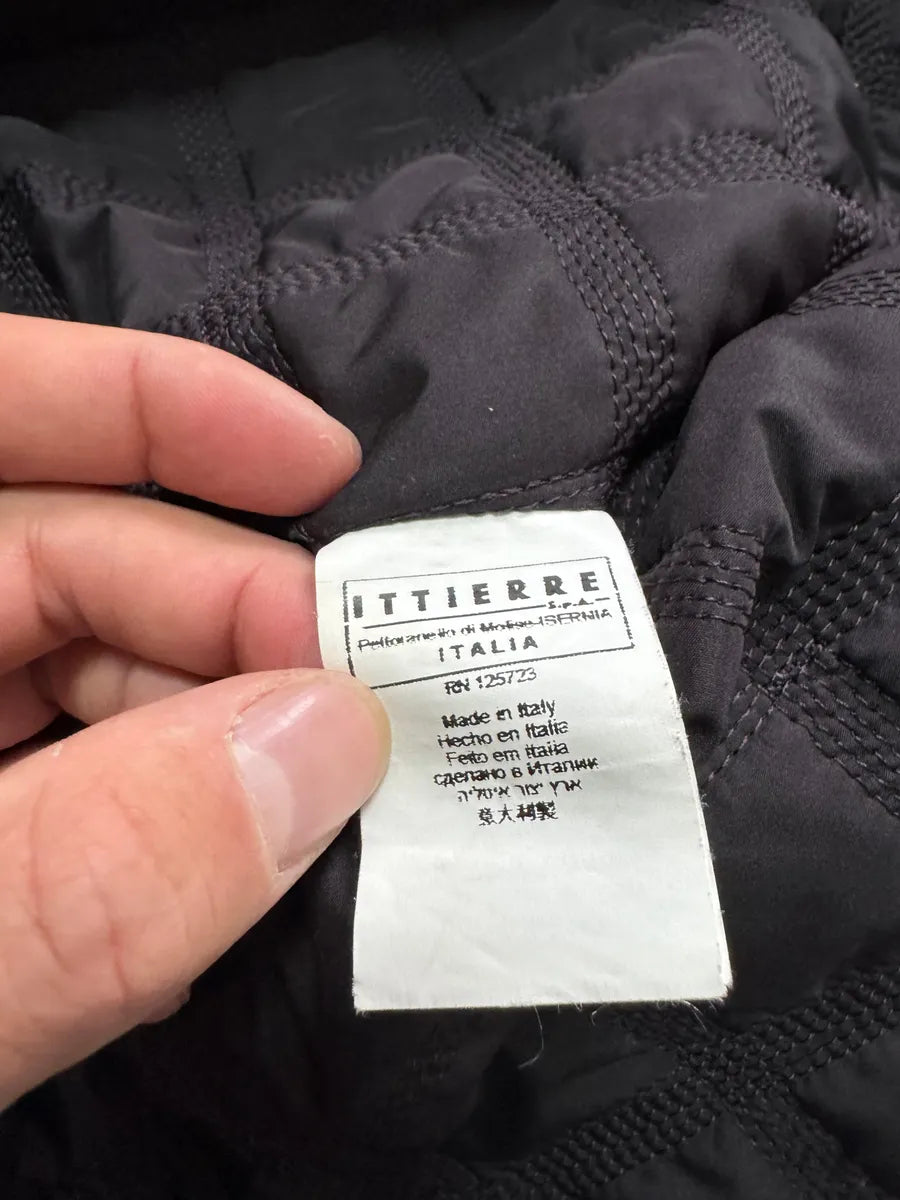 ITTIERRE
S.p.A.
Pettoranello di Molise-ISERNIA
ITALIA
RN 125723
Made in Italy
Hecho en Italia
Feito em Italia
сделано в Италии
ארץ יצור איטליה
意大利製